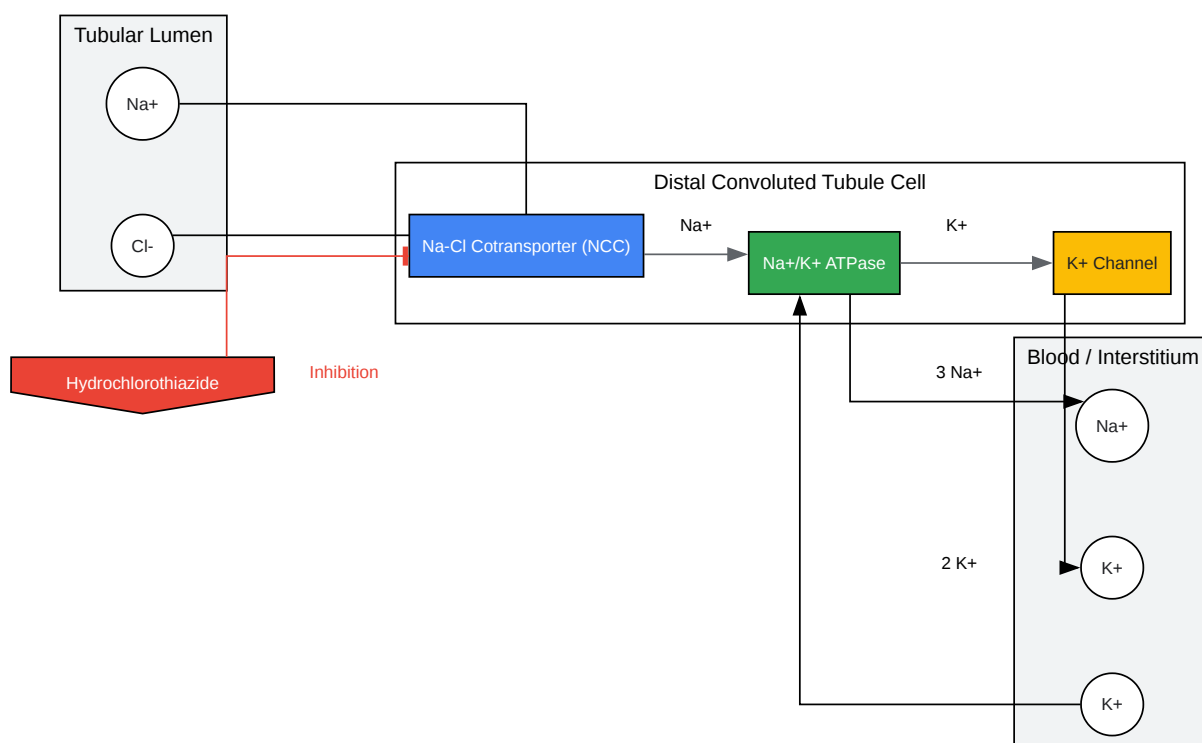 Tubular Lumen
Na+
Cl-
Distal Convoluted Tubule Cell
Na-Cl Cotransporter (NCC)
Na+
Na+/K+ ATPase
K+
K+ Channel
Hydrochlorothiazide
Inhibition
Blood / Interstitium
3 Na+
Na+
2 K+
K+
K+